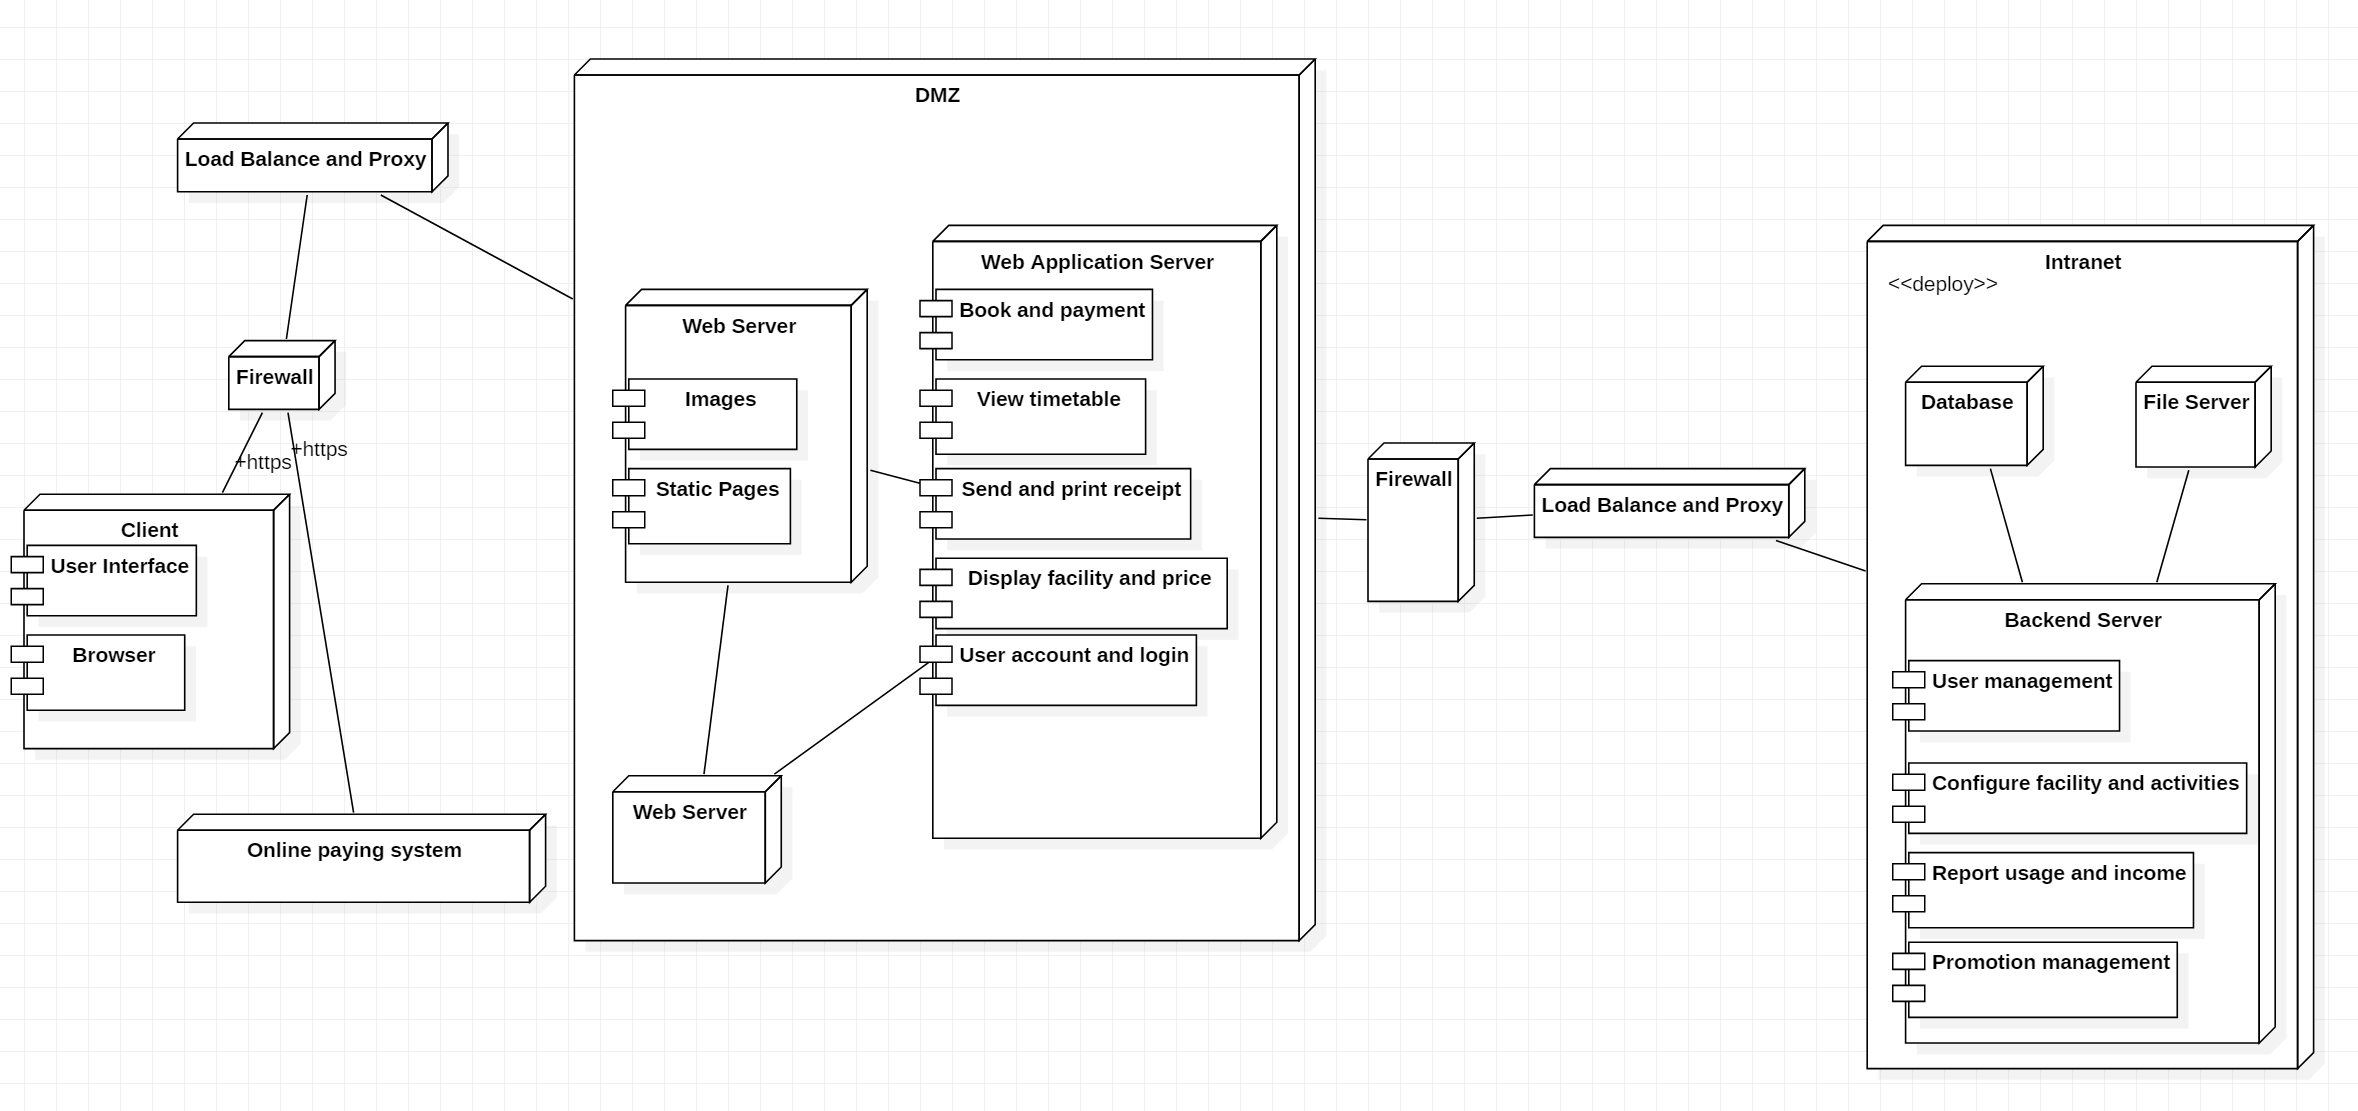 DMZ
Load Balance and Proxy
Firewall
+https
+https
Client
User Interface
Browser
Online paying system
Web Server
Images
Static Pages
Web Server
Web Application Server
Book and payment
View timetable
Send and print receipt
Display facility and price
User account and login
Firewall
Load Balance and Proxy
Intranet
<<deploy>>
Database
File Server
Backend Server
User management
Configure facility and activities
Report usage and income
Promotion management